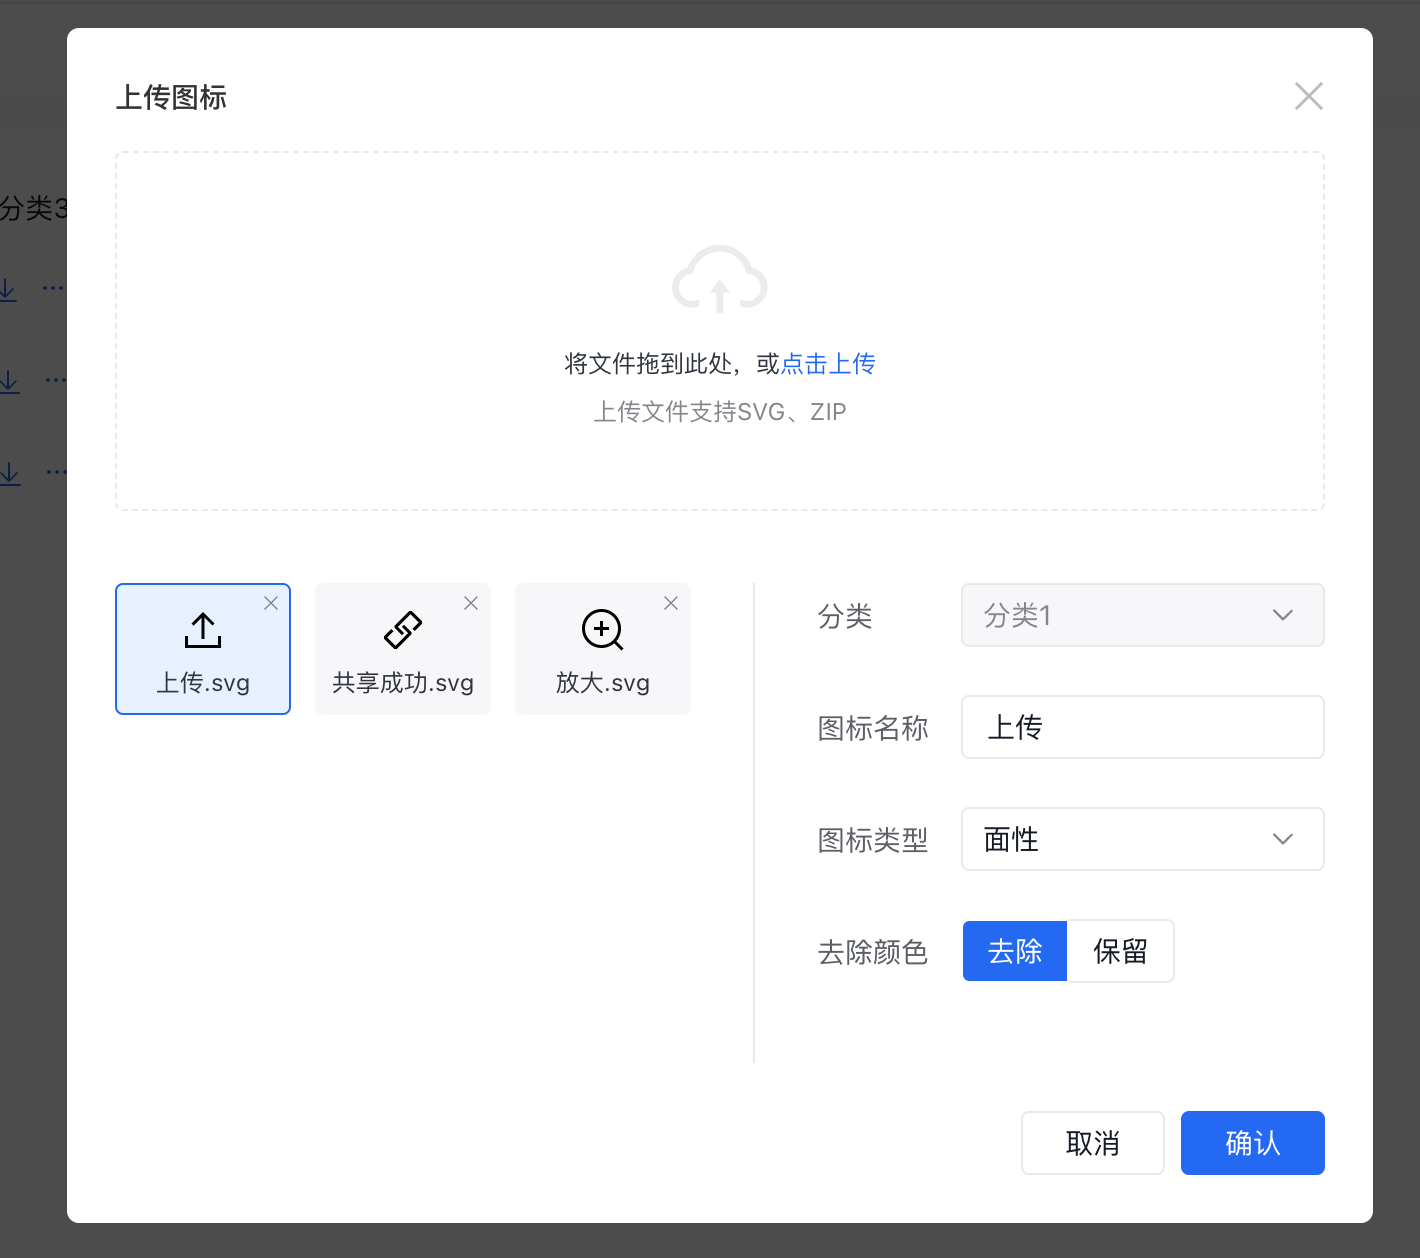 上传图标
分类3
将文件拖到此处，或点击上传
上传文件支持SVG、ZIP
上传.svg
共享成功.svg
放大.svg
分类
分类1
图标名称
上传
图标类型
面性
去除颜色
去除
保留
取消
确认